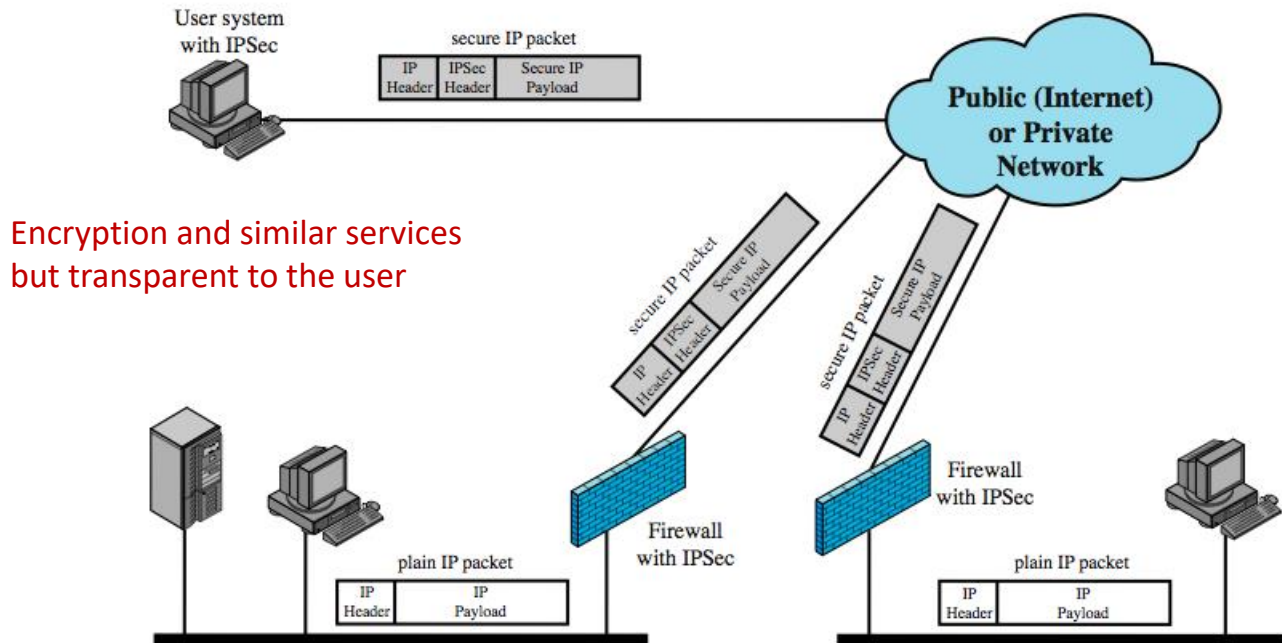 User system
with IPSec
secure IP packet
IP
Header
IPSec
Header
Secure IP
Payload
Public (Internet)
or Private
Network
Encryption and similar services
but transparent to the user
secure IP packet
IP
Header
IPSec
Header
Secure IP
Payload
secure IP packet
IP
Header
IPSec
Header
Secure IP
Payload
Firewall
with IPSec
Firewall
with IPSec
plain IP packet
IP
Header
IP
Payload
plain IP packet
IP
Header
IP
Payload